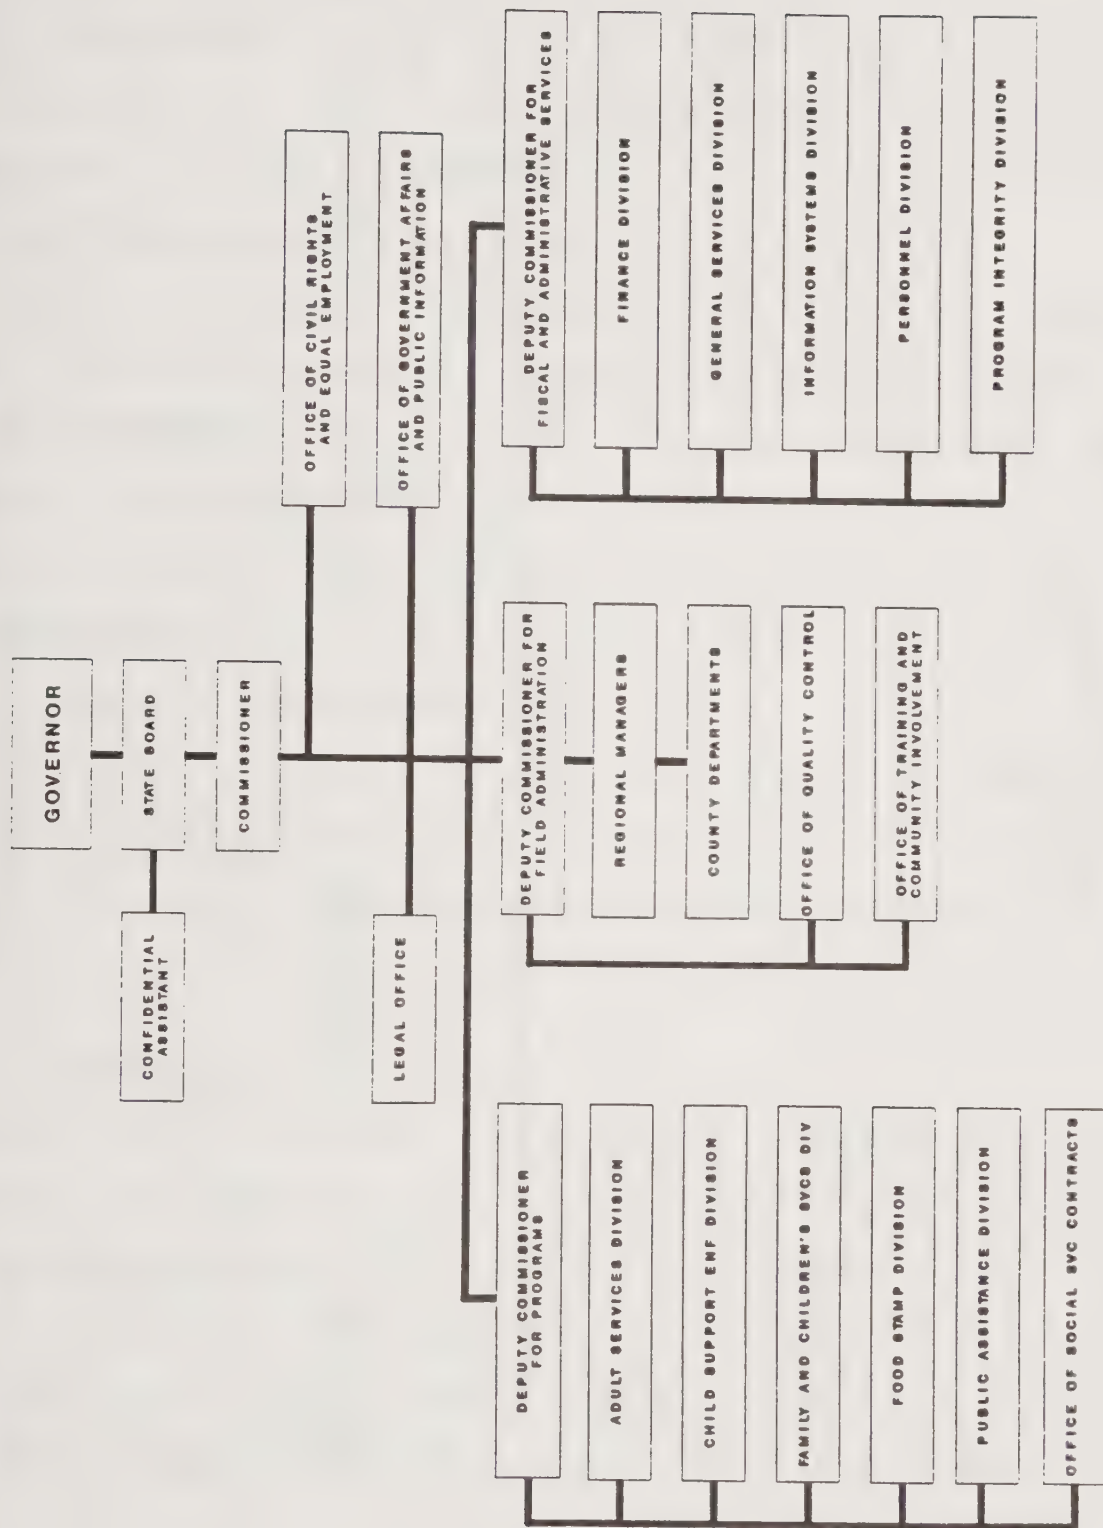 GOVERNOR
CONFIDENTIAL
ASSISTANT
STATE BOARD
COMMISSIONER
OFFICE OF CIVIL RIGHTS
AND EQUAL EMPLOYMENT
LEGAL OFFICE
OFFICE OF GOVERNMENT AFFAIRS
AND PUBLIC INFORMATION
DEPUTY COMMISSIONER
FOR PROGRAMS
ADULT SERVICES DIVISION
CHILD SUPPORT ENF DIVISION
FAMILY AND CHILDREN'S SVCS DIV
FOOD STAMP DIVISION
PUBLIC ASSISTANCE DIVISION
OFFICE OF SOCIAL SVC CONTRACTS
DEPUTY COMMISSIONER FOR
FIELD ADMINISTRATION
REGIONAL MANAGERS
COUNTY DEPARTMENTS
OFFICE OF QUALITY CONTROL
OFFICE OF TRAINING AND
COMMUNITY INVOLVEMENT
DEPUTY COMMISSIONER FOR
FISCAL AND ADMINISTRATIVE SERVICES
FINANCE DIVISION
GENERAL SERVICES DIVISION
INFORMATION SYSTEMS DIVISION
PERSONNEL DIVISION
PROGRAM INTEGRITY DIVISION